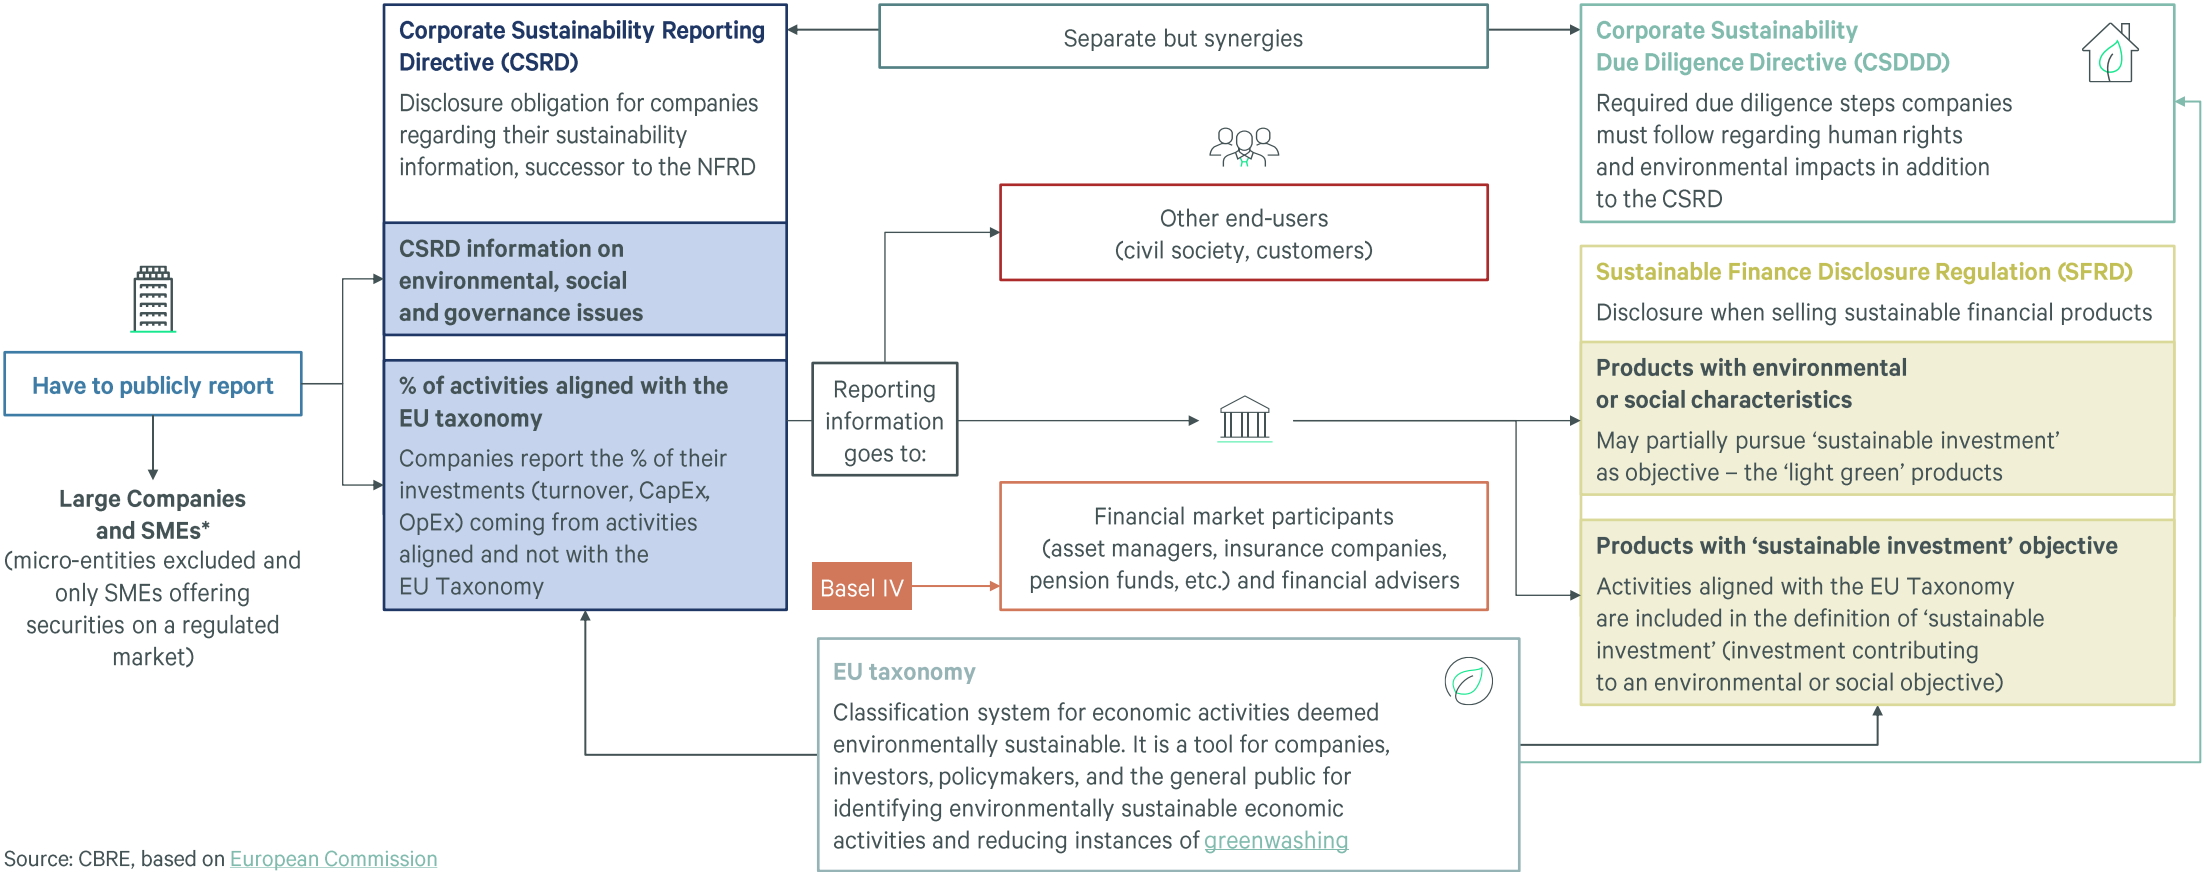 Corporate Sustainability Reporting
Directive (CSRD)
Disclosure obligation for companies
regarding their sustainability
information, successor to the NFRD
CSRD information on
environmental, social
and governance issues
% of activities aligned with the
EU taxonomy
Companies report the % of their
investments (turnover, CapEx,
OpEx) coming from activities
aligned and not with the
EU Taxonomy
Have to publicly report
Large Companies
and SMEs*
(micro-entities excluded and
only SMEs offering
securities on a regulated
market)
Separate but synergies
Other end-users
(civil society, customers)
Reporting
information
goes to:
Financial market participants
(asset managers, insurance companies,
pension funds, etc.) and financial advisers
Basel IV
EU taxonomy
Classification system for economic activities deemed
environmentally sustainable. It is a tool for companies,
investors, policymakers, and the general public for
identifying environmentally sustainable economic
activities and reducing instances of greenwashing
Corporate Sustainability
Due Diligence Directive (CSDDD)
Required due diligence steps companies
must follow regarding human rights
and environmental impacts in addition
to the CSRD
Sustainable Finance Disclosure Regulation (SFRD)
Disclosure when selling sustainable financial products
Products with environmental
or social characteristics
May partially pursue ‘sustainable investment’
as objective – the ‘light green’ products
Products with ‘sustainable investment’ objective
Activities aligned with the EU Taxonomy
are included in the definition of ‘sustainable
investment’ (investment contributing
to an environmental or social objective)
Source: CBRE, based on European Commission